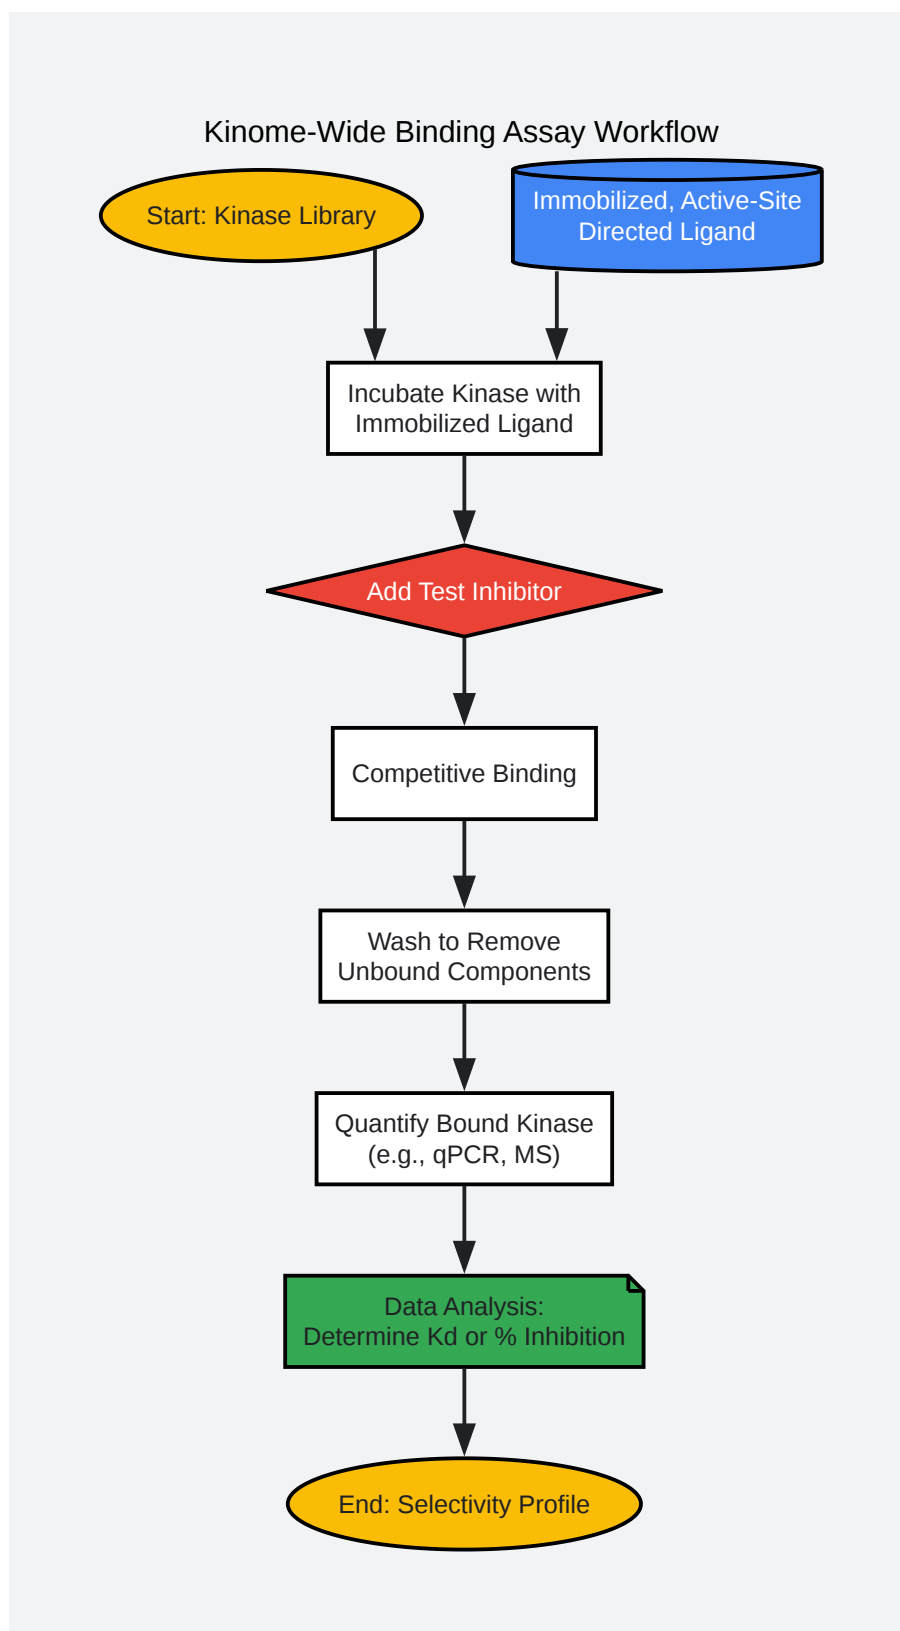 Kinome-Wide Binding Assay Workflow
Start: Kinase Library
Immobilized, Active-Site
Directed Ligand
Incubate Kinase with
Immobilized Ligand
Add Test Inhibitor
Competitive Binding
Wash to Remove
Unbound Components
Quantify Bound Kinase
(e.g., qPCR, MS)
Data Analysis:
Determine Kd or % Inhibition
End: Selectivity Profile